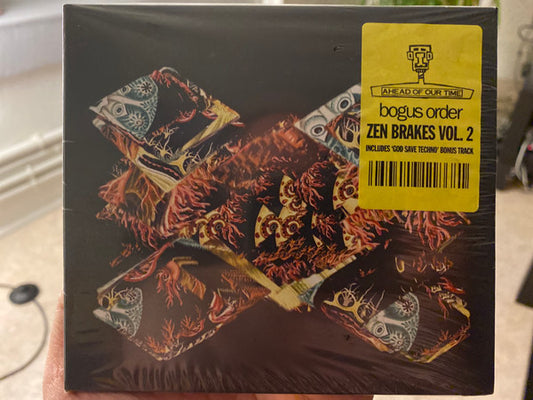 AHEAD OF OUR TIME
bogus order
ZEN BRAKES VOL. 2
INCLUDES 'GOD SAVE TECHNO' BONUS TRACK